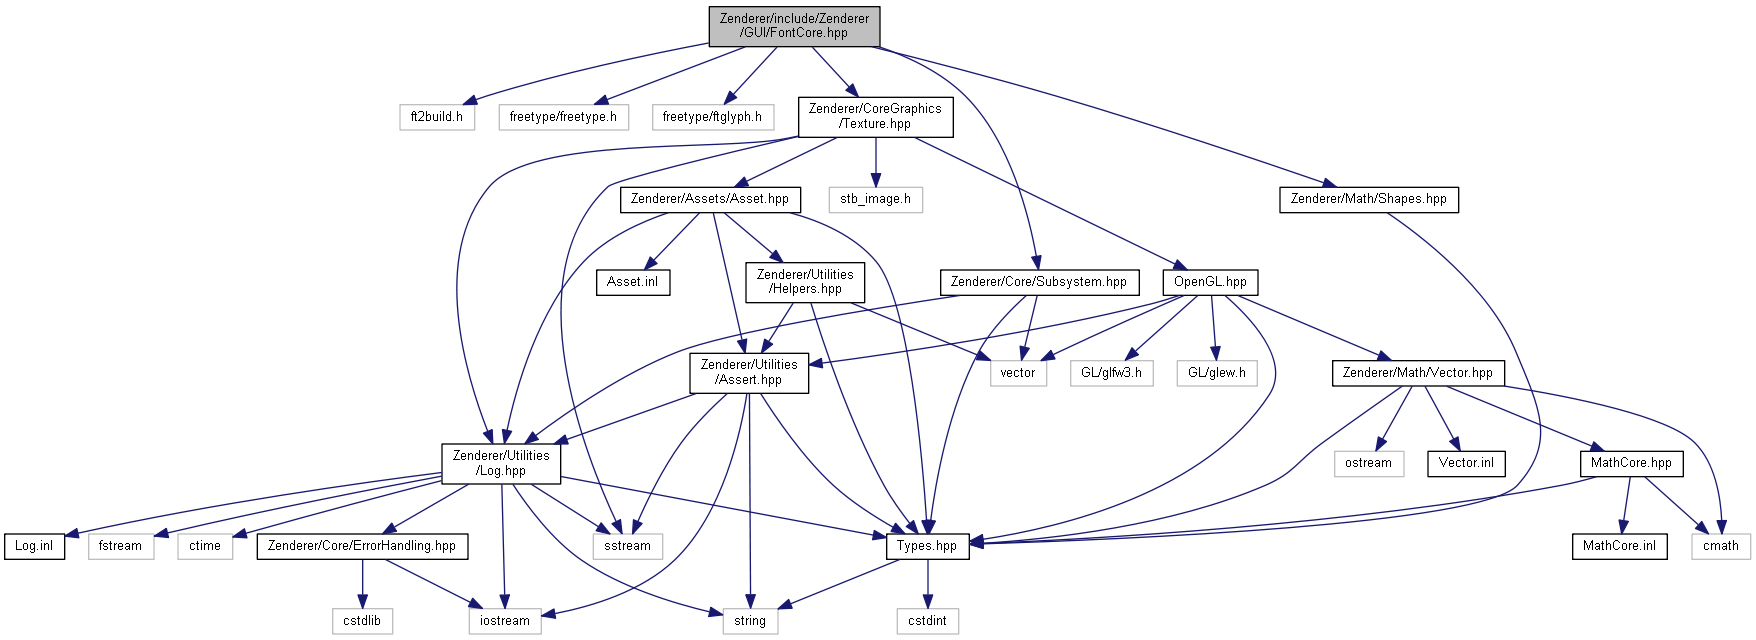 Zenderer/include/Zenderer
/GUI/FontCore.hpp
ft2build.h
freetype/freetype.h
freetype/ftglyph.h
Zenderer/CoreGraphics
/Texture.hpp
Zenderer/Assets/Asset.hpp
stb_image.h
Zenderer/Math/Shapes.hpp
Asset.inl
Zenderer/Utilities
/Helpers.hpp
Zenderer/Core/Subsystem.hpp
OpenGL.hpp
Zenderer/Utilities
/Assert.hpp
vector
GL/glfw3.h
GL/glew.h
Zenderer/Math/Vector.hpp
Zenderer/Utilities
/Log.hpp
ostream
Vector.inl
MathCore.hpp
Log.inl
fstream
ctime
Zenderer/Core/ErrorHandling.hpp
sstream
Types.hpp
MathCore.inl
cmath
cstdlib
iostream
string
cstdint